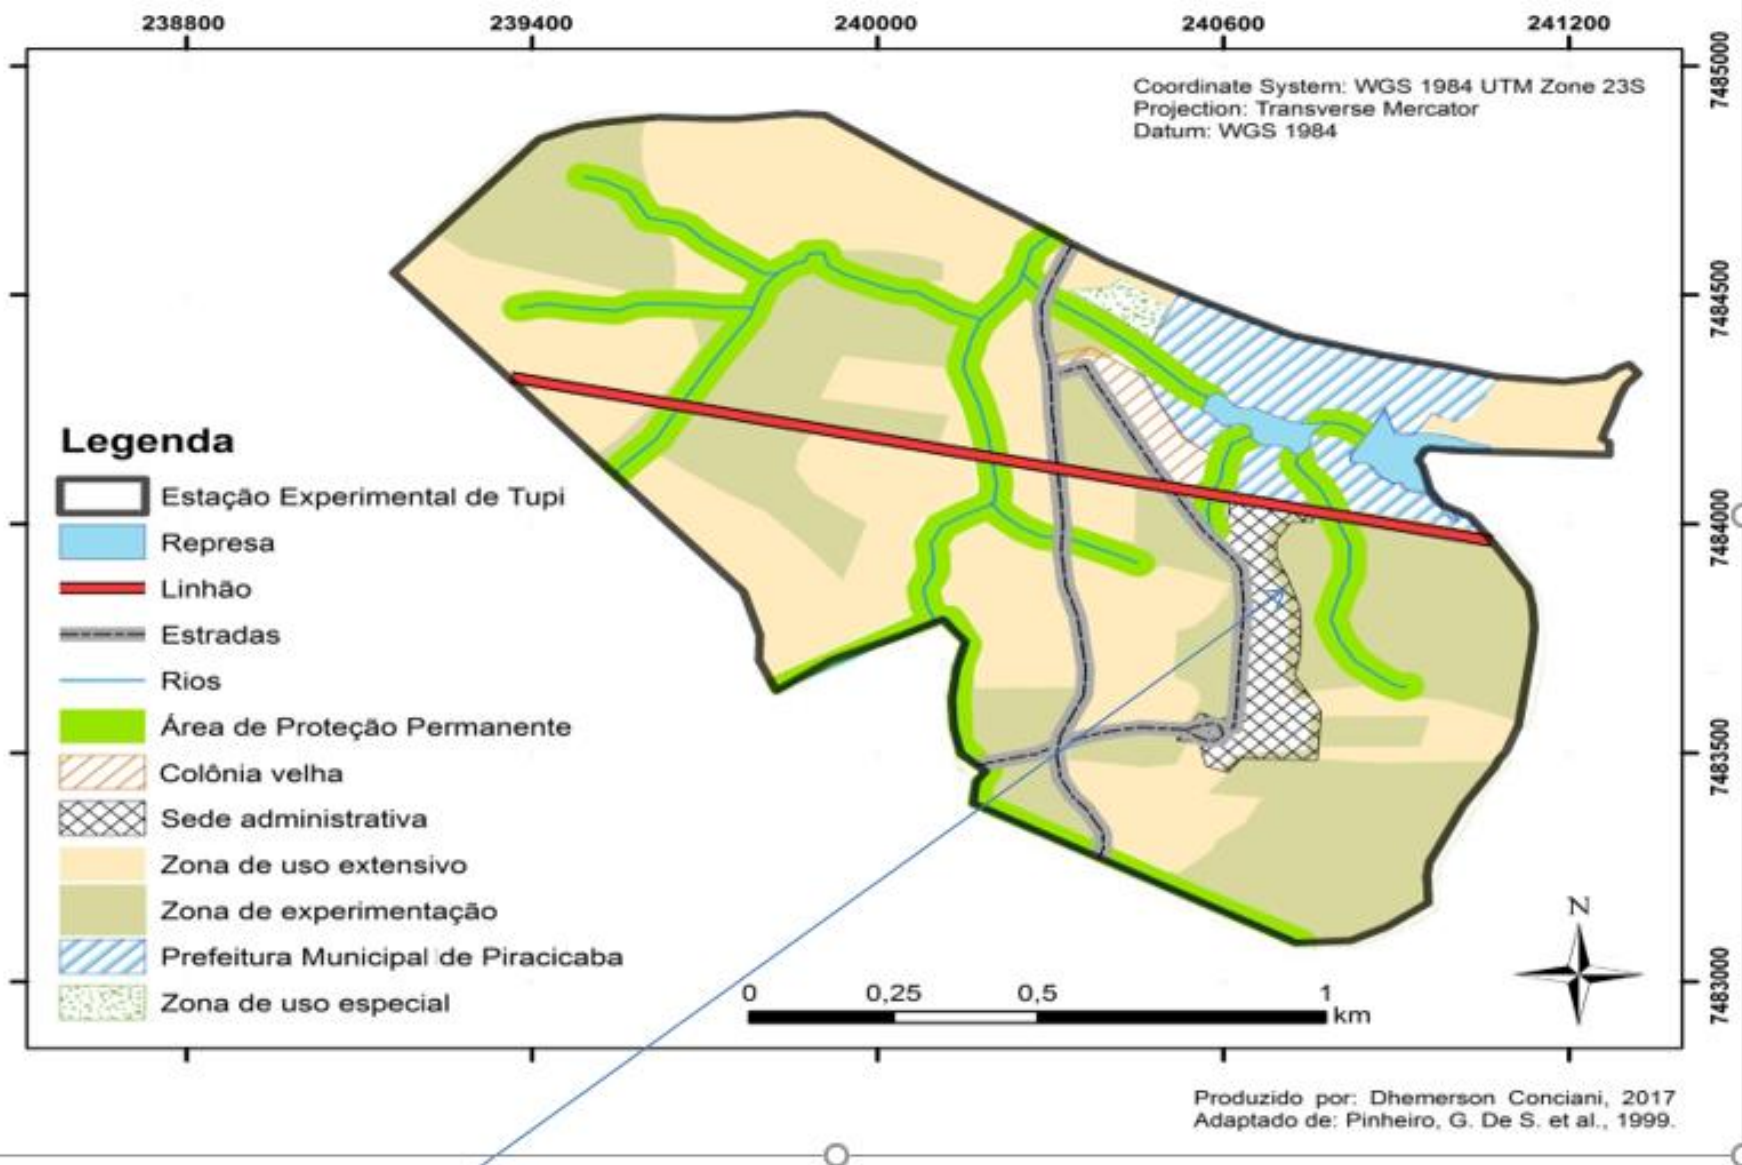 238800 239400 240000 240600 241200
7485000
7484500
7484000
7483500
7483000
Coordinate System: WGS 1984 UTM Zone 23S
Projection: Transverse Mercator
Datum: WGS 1984
Legenda
Estação Experimental de Tupi
Represa
Linhão
Estradas
Rios
Área de Proteção Permanente
Colônia velha
Sede administrativa
Zona de uso extensivo
Zona de experimentação
Prefeitura Municipal de Piracicaba
Zona de uso especial
0 0,25 0,5 1
km
N
Produzido por: Dhemerson Conciani, 2017
Adaptado de: Pinheiro, G. De S. et al., 1999.